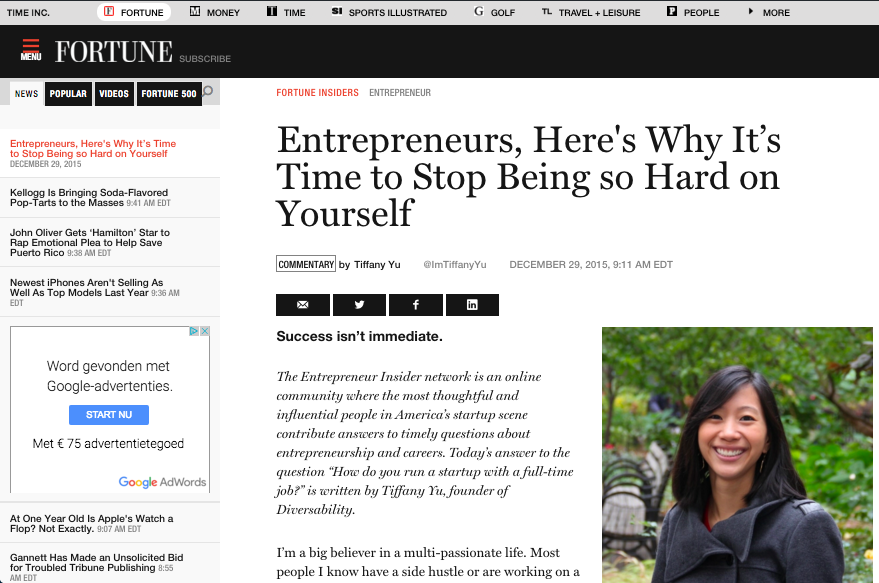 TIME INC.
FORTUNE
MONEY
TIME
SPORTS ILLUSTRATED
GOLF
TRAVEL + LEISURE
PEOPLE
MORE
MENU
FORTUNE
SUBSCRIBE
NEWS
POPULAR
VIDEOS
FORTUNE 500
Entrepreneurs, Here's Why It's Time
to Stop Being so Hard on Yourself
DECEMBER 29, 2015
Kellogg Is Bringing Soda-Flavored
Pop-Tarts to the Masses 9:41 AM EDT
John Oliver Gets ‘Hamilton’ Star to
Rap Emotional Plea to Help Save
Puerto Rico 9:38 AM EDT
Newest iPhones Aren't Selling As
Well As Top Models Last Year 9:36 AM
EDT
Word gevonden met
Google-advertenties.
START NU
Met € 75 advertentietegoed
Google AdWords
At One Year Old Is Apple's Watch a
Flop? Not Exactly. 9:07 AM EDT
Gannett Has Made an Unsolicited Bid
for Troubled Tribune Publishing 8:55
AM EDT
FORTUNE INSIDERS ENTREPRENEUR
Entrepreneurs, Here's Why It’s
Time to Stop Being so Hard on
Yourself
COMMENTARY by Tiffany Yu @ImTiffanyYu DECEMBER 29, 2015, 9:11 AM EDT
Success isn’t immediate.
The Entrepreneur Insider network is an online
community where the most thoughtful and
influential people in America’s startup scene
contribute answers to timely questions about
entrepreneurship and careers. Today’s answer to the
question “How do you run a startup with a full-time
job?” is written by Tiffany Yu, founder of
Diversability.
I’m a big believer in a multi-passionate life. Most
people I know have a side hustle or are working on a